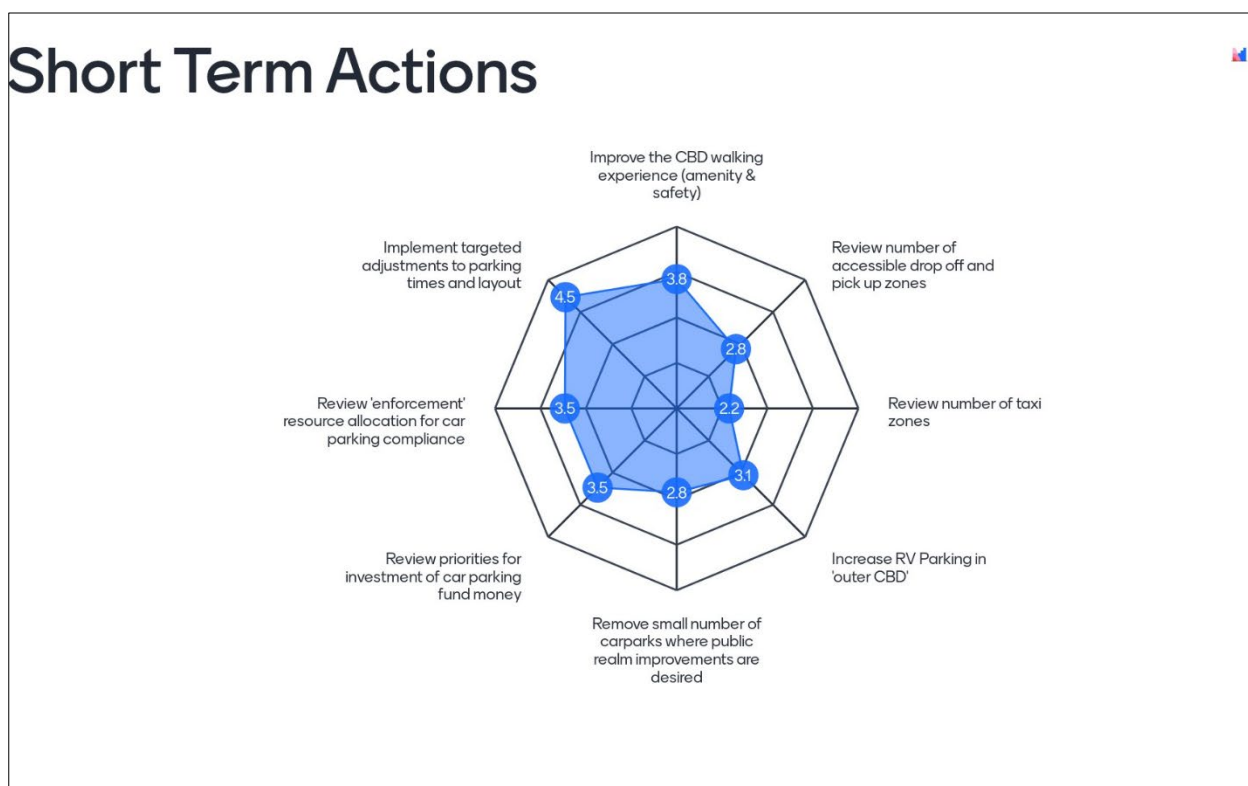 Short Term Actions
Improve the CBD walking
experience (amenity &
safety)
Implement targeted
adjustments to parking
times and layout
Review number of
accessible drop off and
pick up zones
4.5
3.8
2.8
Review 'enforcement'
resource allocation for car
parking compliance
3.5
2.2
Review number of taxi
zones
3.5
2.8
3.1
Review priorities for
investment of car parking
fund money
Increase RV Parking in
'outer CBD'
Remove small number of
carparks where public
realm improvements are
desired